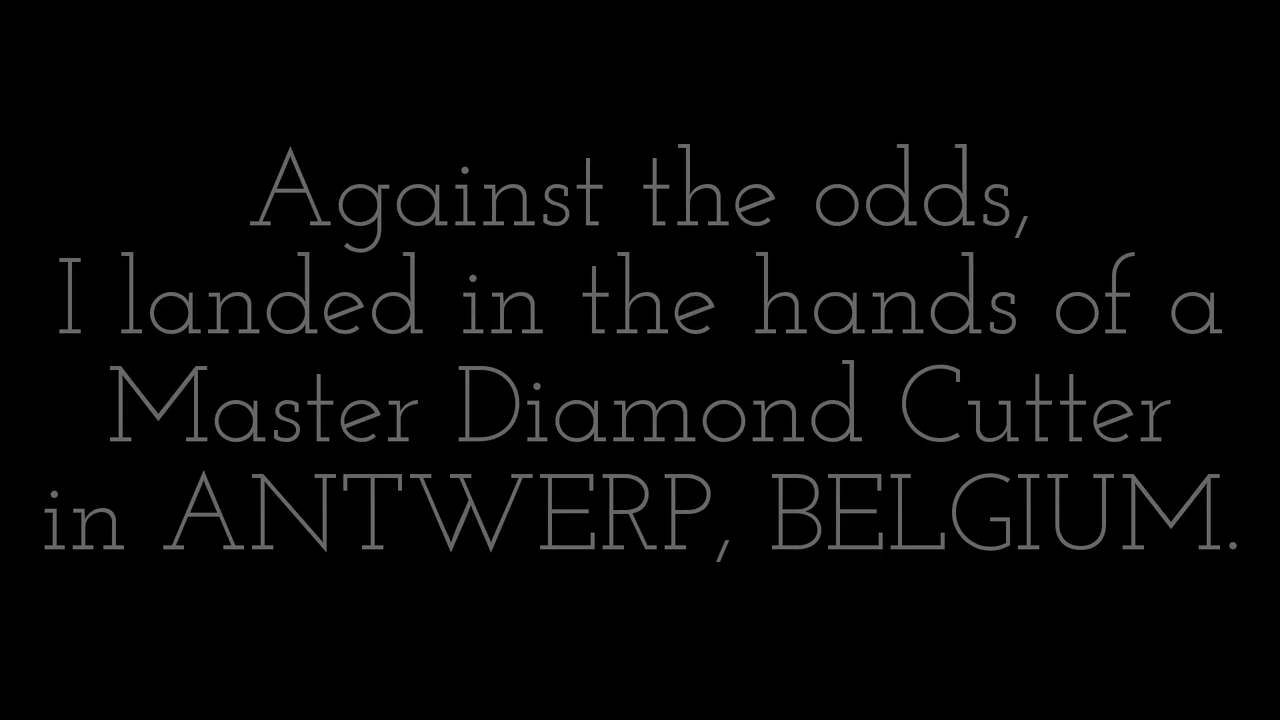 Against the odds,
I landed in the hands of a
Master Diamond Cutter
in ANTWERP, BELGIUM.